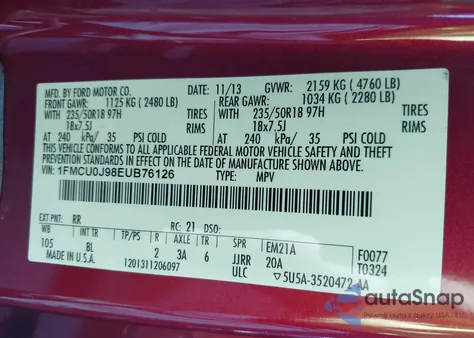 MFD. BY FORD MOTOR CO. 11/13 GVWR: 2159 KG ( 4760 LB)
FRONT GAWR: 1125 KG ( 2480 LB) REAR GAWR: 1034 KG ( 2280 LB)
235/50R18 97H TIRES WITH 235/50R18 97H TIRES
18x7.5J RIMS 18x7.5J RIMS
AT 240 kPa/ 35 PSI COLD AT 240 kPa/ 35 PSI COLD
THIS VEHICLE CONFORMS TO ALL APPLICABLE FEDERAL MOTOR VEHICLE SAFETY
AND THEFT PREVENTION STANDARDS IN EFFECT ON THE
DATE OF MANUFACTURE SHOWN ABOVE.
VIN: 1FMCU0J98EUB76126 TYPE: MPV
EXT PNT: RR RC: 21 DSO:
WB INT TR TP/PS R AXLE TR SPR EM21A F0077
105 BL 2 3A 6 JJRR 20A T0324
MADE IN U.S.A. 1201311206097 ULC 5U5A-3520472-AA
autoSnap